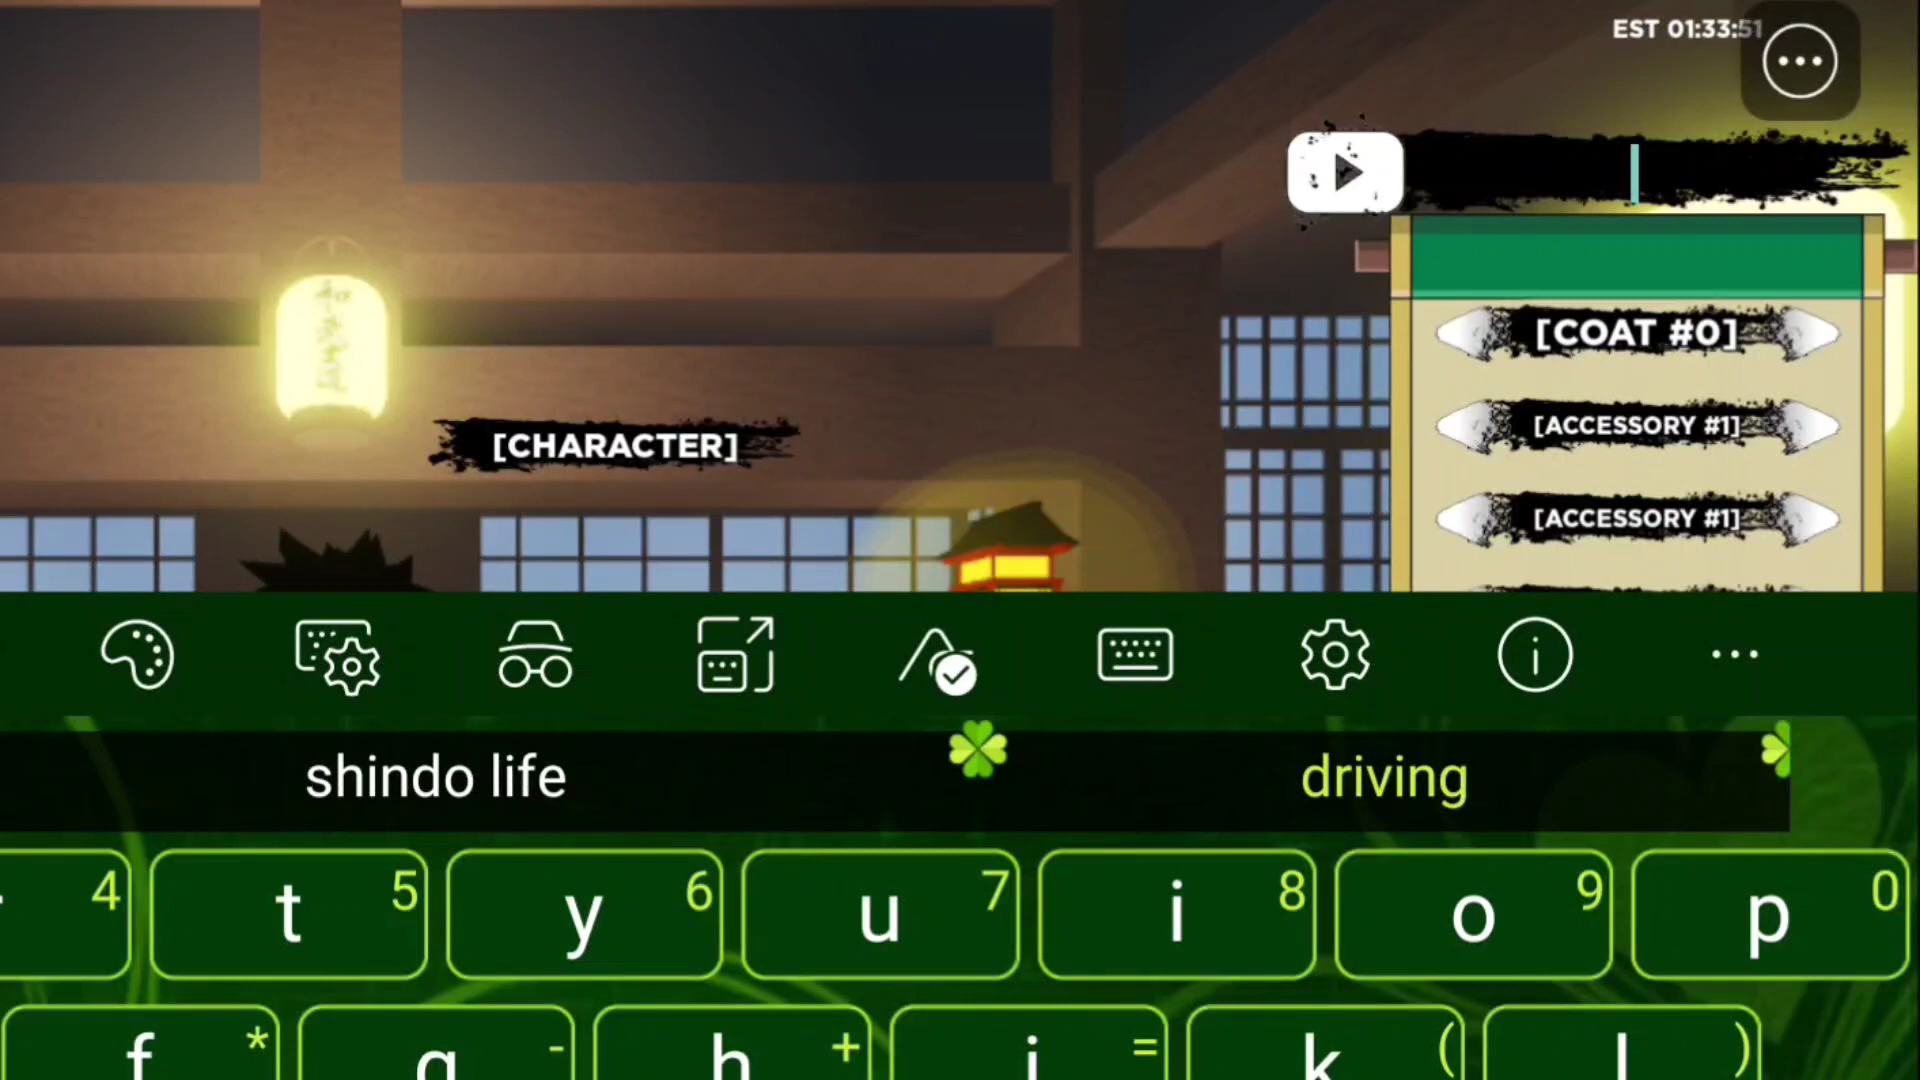 EST 01:33:51
[COAT #0]
[ACCESSORY #1]
[CHARACTER]
[ACCESSORY #1]
shindo life
driving
4 t 5 y 6 u 7 i 8 o 9 p 0
f * g - h + j = k ( l )